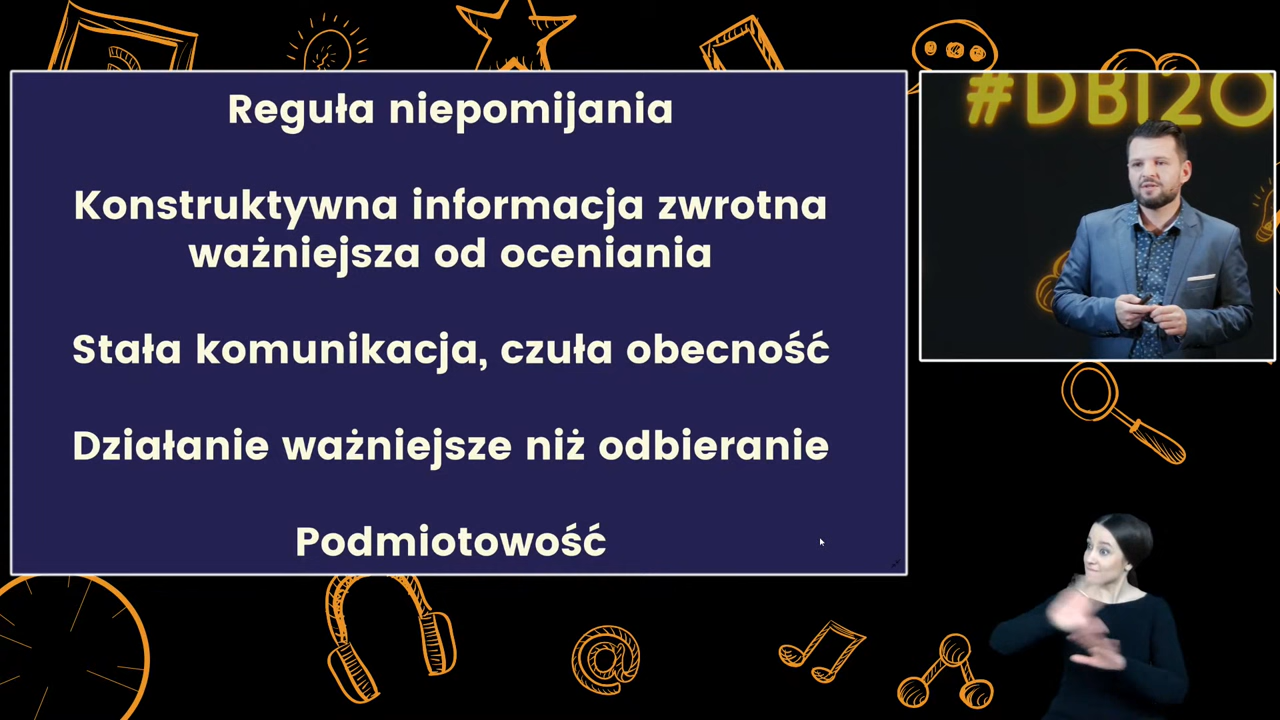 Reguła niepomijania
Konstruktywna informacja zwrotna
ważniejsza od oceniania
Stała komunikacja, czuła obecność
Działanie ważniejsze niż odbieranie
Podmiotowość
#DBI20